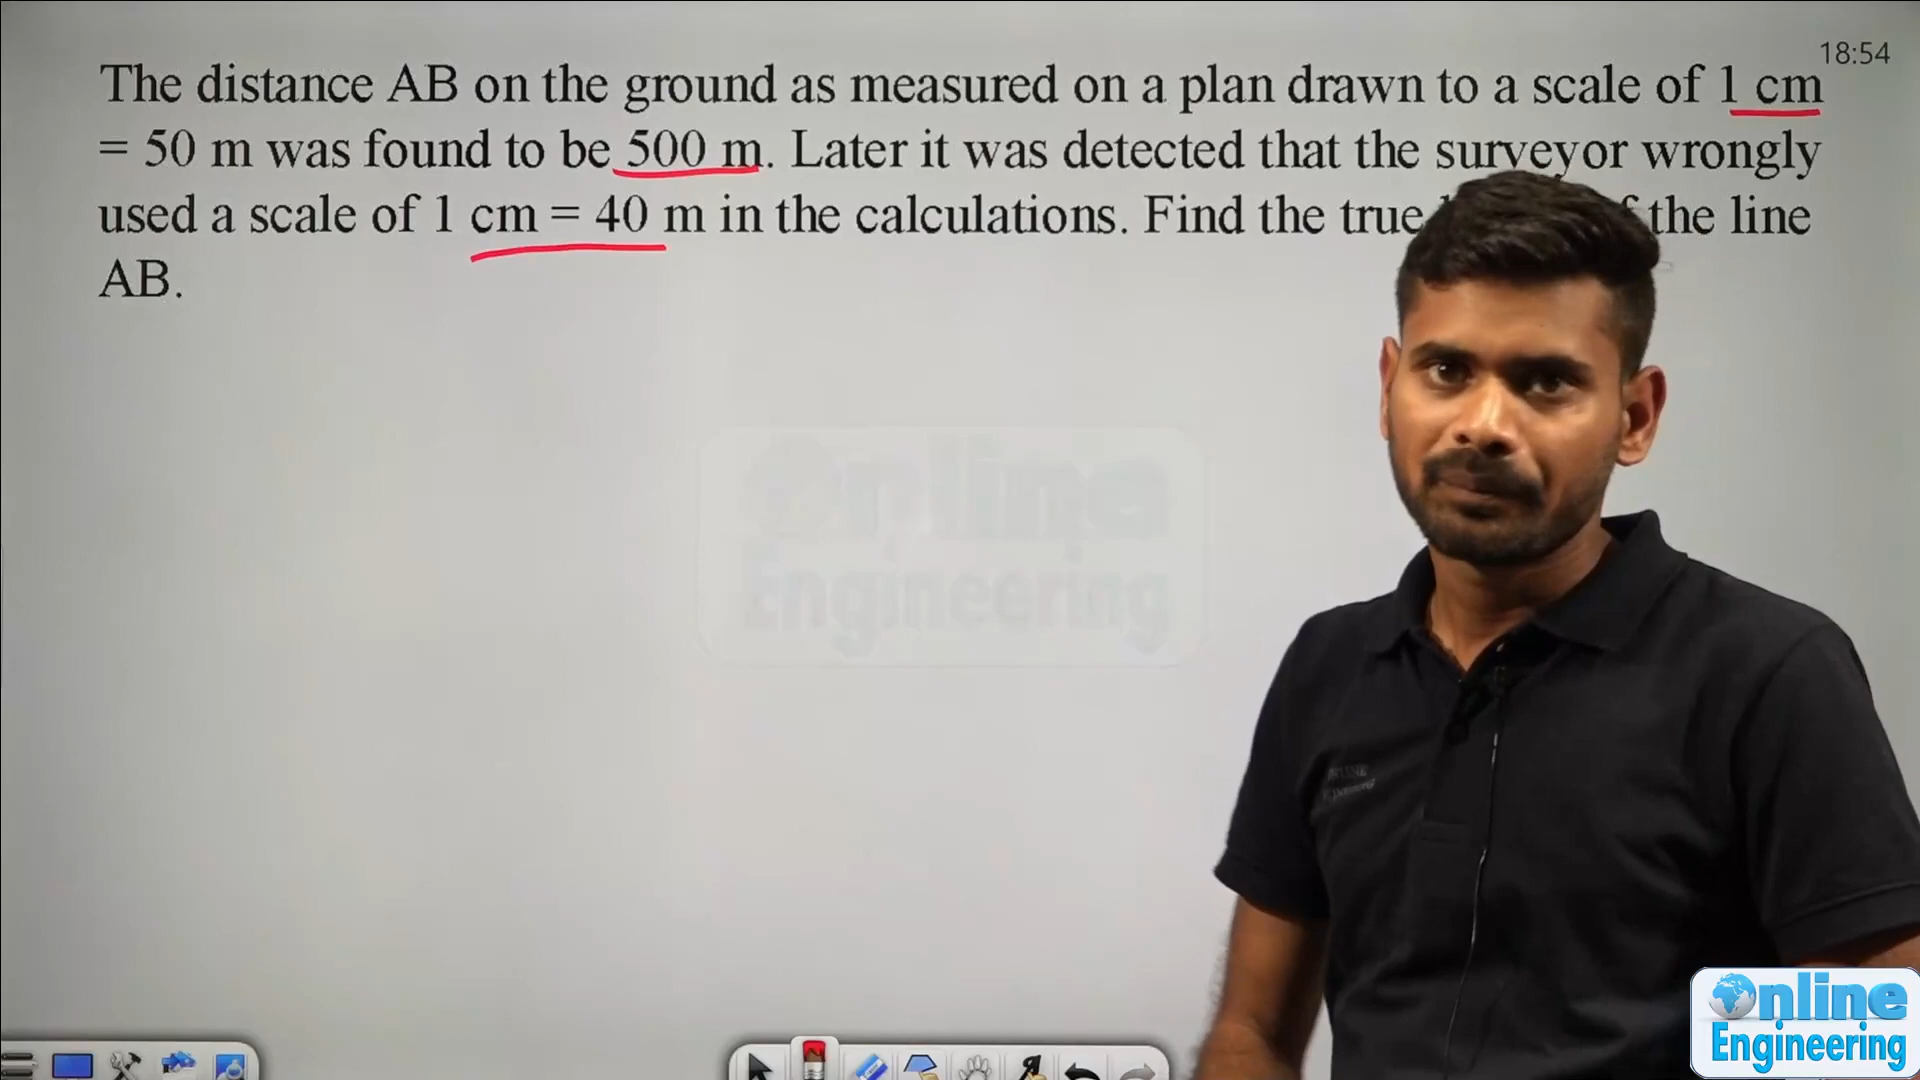 18:54
The distance AB on the ground as measured on a plan drawn to a scale of 1 cm
= 50 m was found to be 500 m. Later it was detected that the surveyor wrongly
used a scale of 1 cm = 40 m in the calculations. Find the true the line
AB.
Online
Engineering
Online
Engineering